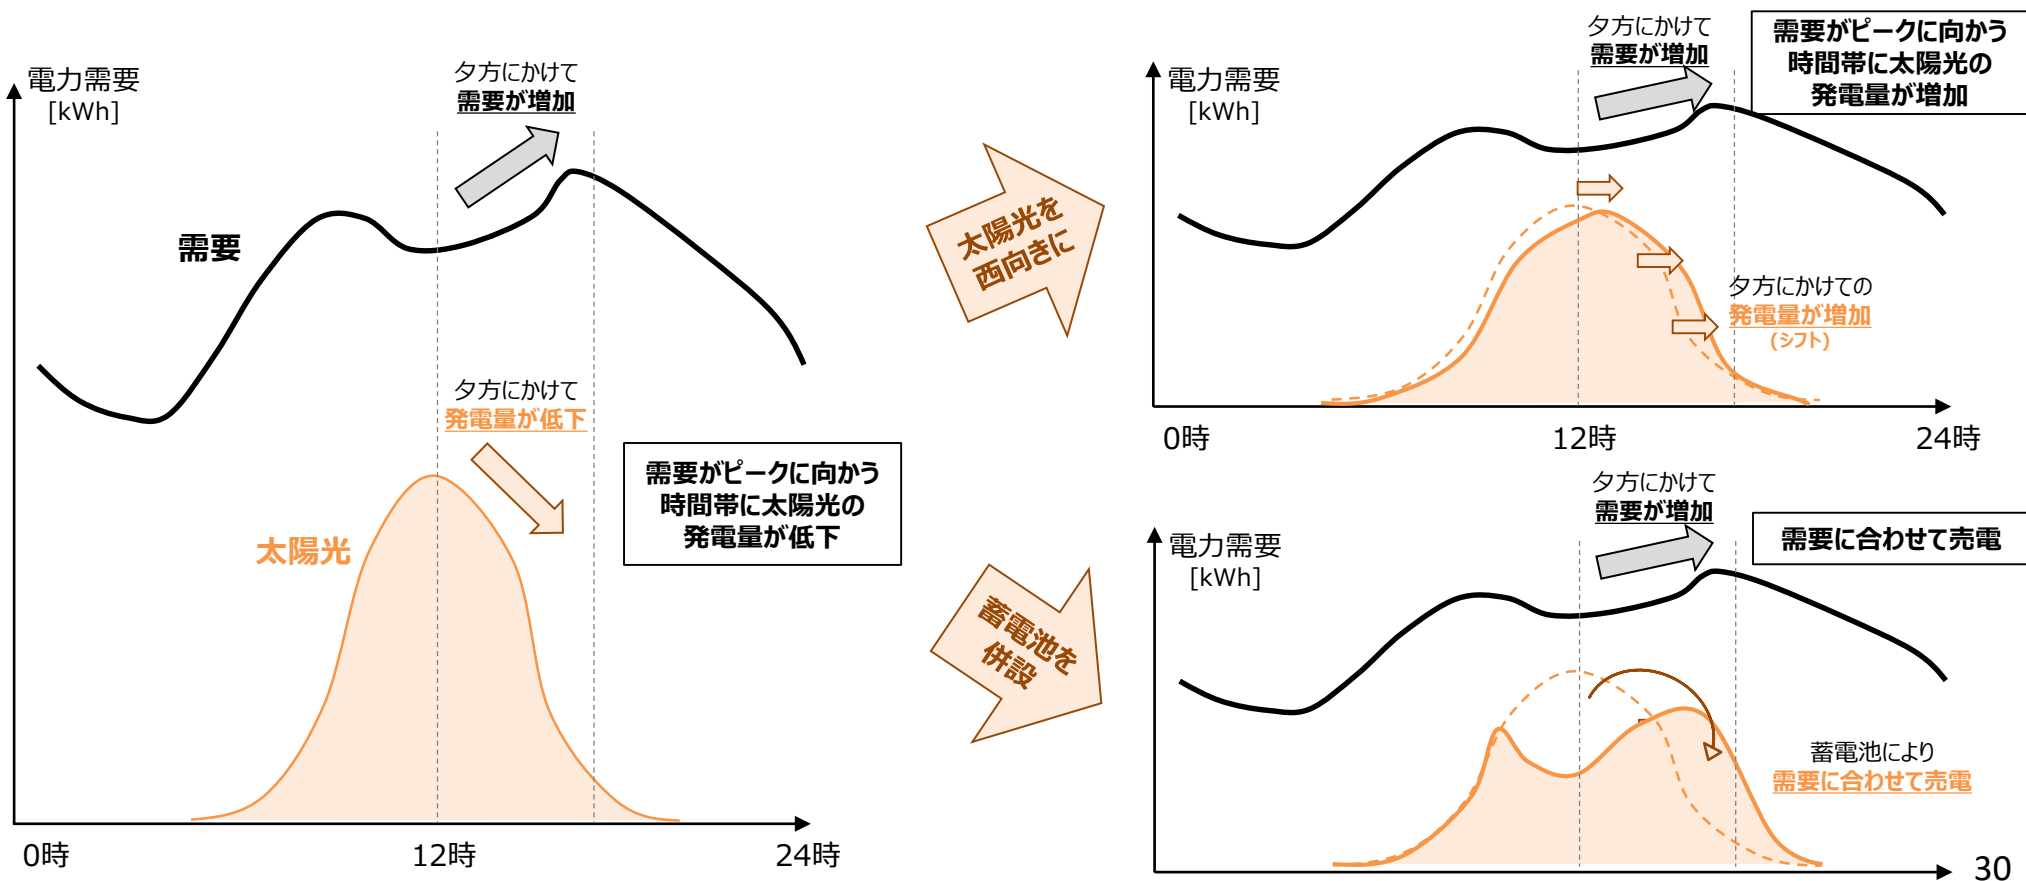 電力需要
[kWh]
夕方にかけて
需要が増加
需要
夕方にかけて
発電量が低下
太陽光
需要がピークに向かう
時間帯に太陽光の
発電量が低下
0時
12時
24時
太陽光を
西向きに
蓄電池を
併設
電力需要
[kWh]
夕方にかけて
需要が増加
需要がピークに向かう
時間帯に太陽光の
発電量が増加
夕方にかけての
発電量が増加
(シフト)
0時
12時
24時
電力需要
[kWh]
夕方にかけて
需要が増加
需要に合わせて売電
蓄電池により
需要に合わせて売電
30